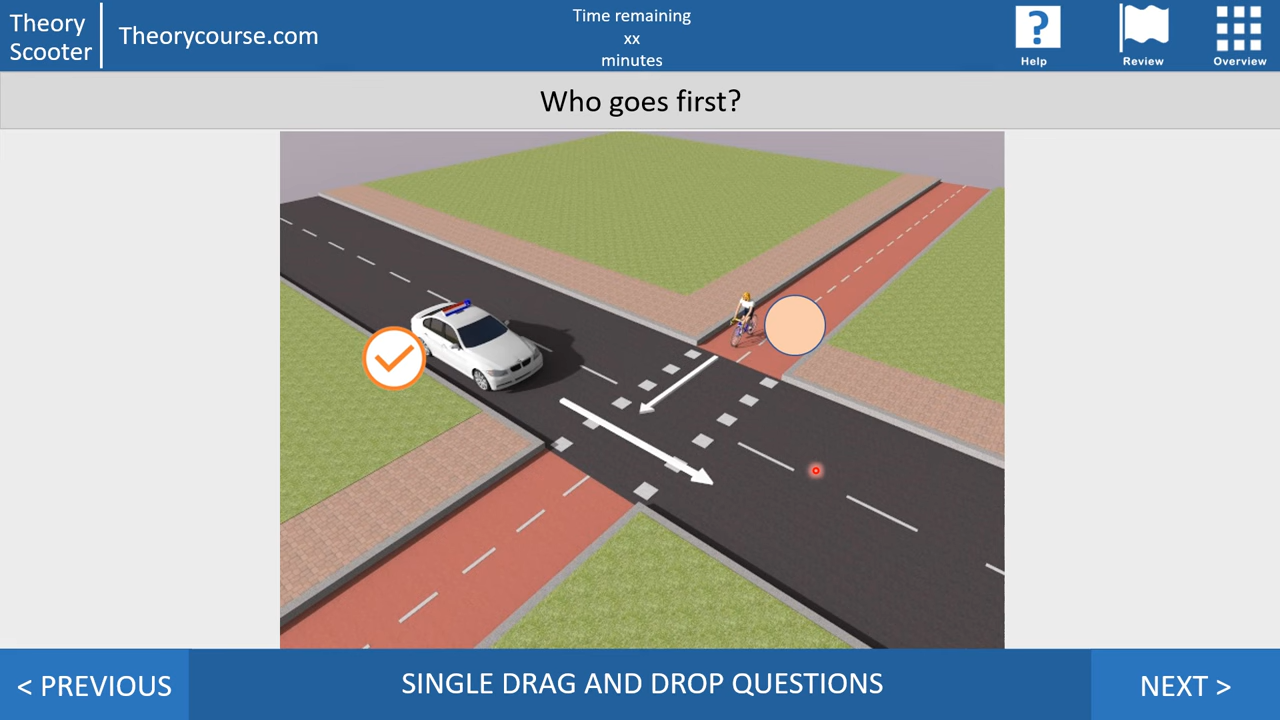 Theory
Scooter
Theorycourse.com
Time remaining
xx
minutes
?
Help
Review
Overview
Who goes first?
< PREVIOUS
SINGLE DRAG AND DROP QUESTIONS
NEXT >